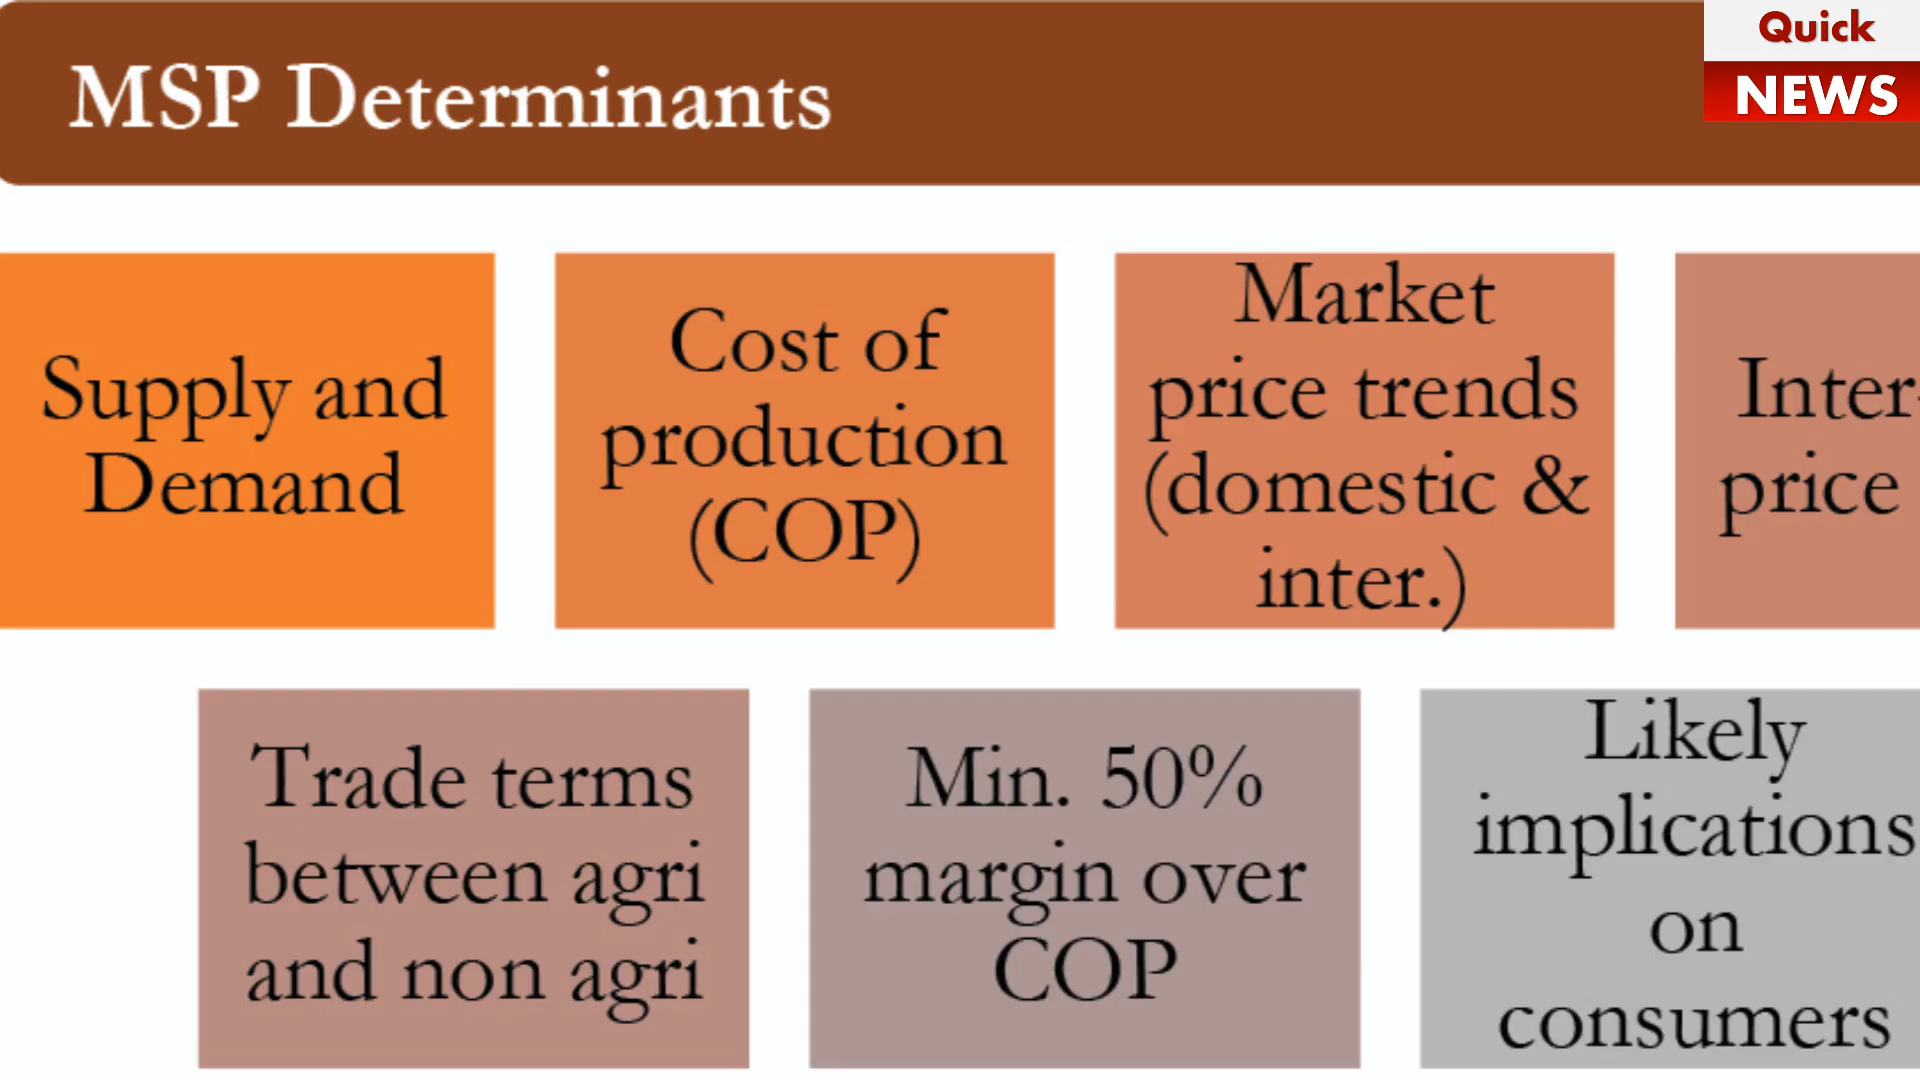 MSP Determinants
Quick
NEWS
Supply and
Demand
Cost of
production
(COP)
Market
price trends
(domestic &
inter.)
Inter-
price
Trade terms
between agri
and non agri
Min. 50%
margin over
COP
Likely
implications
on
consumers